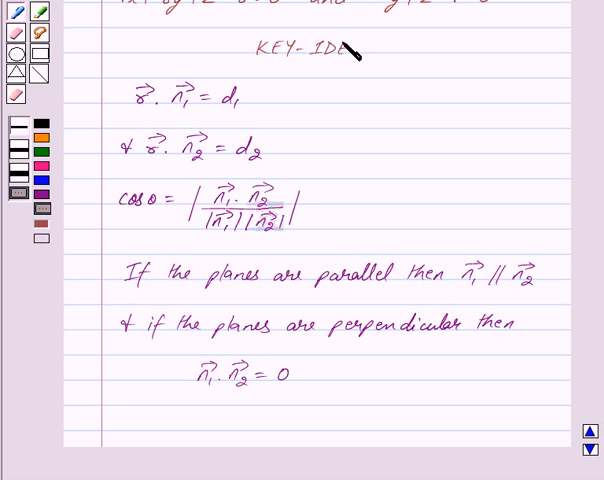 KEY-IDE
r⃗. n⃗₁ = d₁
& r⃗. n⃗₂ = d₂
cosθ = | n⃗₁. n⃗₂ / |n⃗₁| |n⃗₂| |
If the planes are parallel then n⃗₁ // n⃗₂
& if the planes are perpendicular then
n⃗₁. n⃗₂ = 0